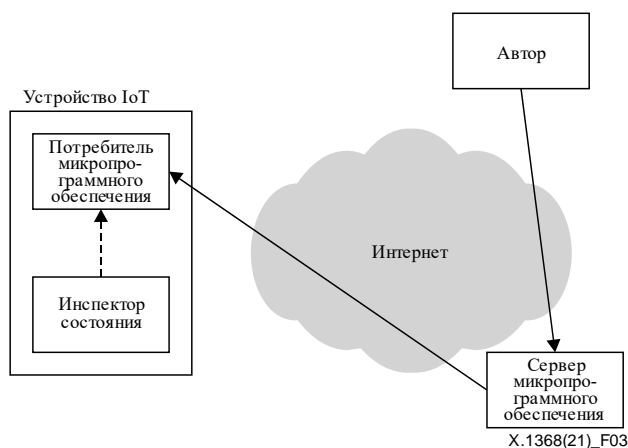 Автор
Устройство IoT
Потребитель
микропро-
граммного
обеспечения
Интернет
Инспектор
состояния
Сервер
микропро-
граммного
обеспечения
X.1368(21)_F03